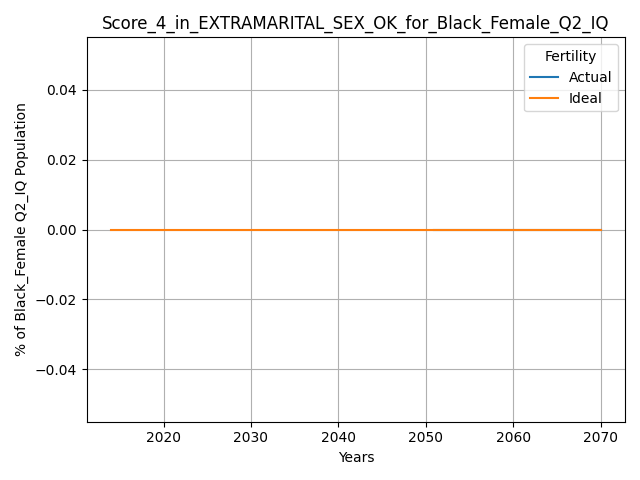 Score_4_in_EXTRAMARITAL_SEX_OK_for_Black_Female_Q2_IQ
Fertility
Actual
Ideal
% of Black_Female Q2_IQ Population
0.04
0.02
0.00
−0.02
−0.04
2020 2030 2040 2050 2060 2070
Years